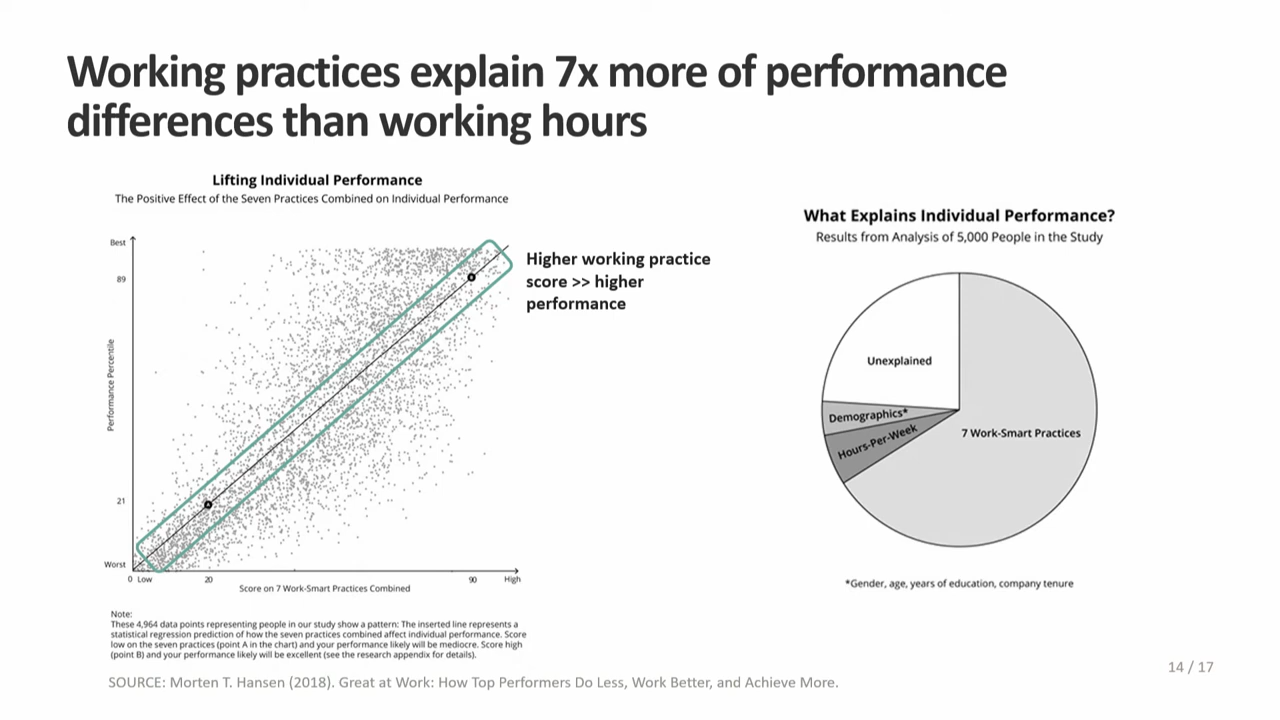 Working practices explain 7x more of performance
differences than working hours
Lifting Individual Performance
The Positive Effect of the Seven Practices Combined on Individual Performance
Best
89
Performance Percentile
21
Worst
0 Low
20
90
High
Score on 7 Work-Smart Practices Combined
Higher working practice
score >> higher
performance
Note:
These 4,964 data points representing people in our study show a pattern: The inserted line represents a
statistical regression prediction of how the seven practices combined affect individual performance. Score
low on the seven practices (point A in the chart) and your performance likely will be mediocre. Score high
(point B) and your performance likely will be excellent (see the research appendix for details).
What Explains Individual Performance?
Results from Analysis of 5,000 People in the Study
Unexplained
Demographics*
Hours-Per-Week
7 Work-Smart Practices
*Gender, age, years of education, company tenure
14 / 17
SOURCE: Morten T. Hansen (2018). Great at Work: How Top Performers Do Less, Work Better, and Achieve More.